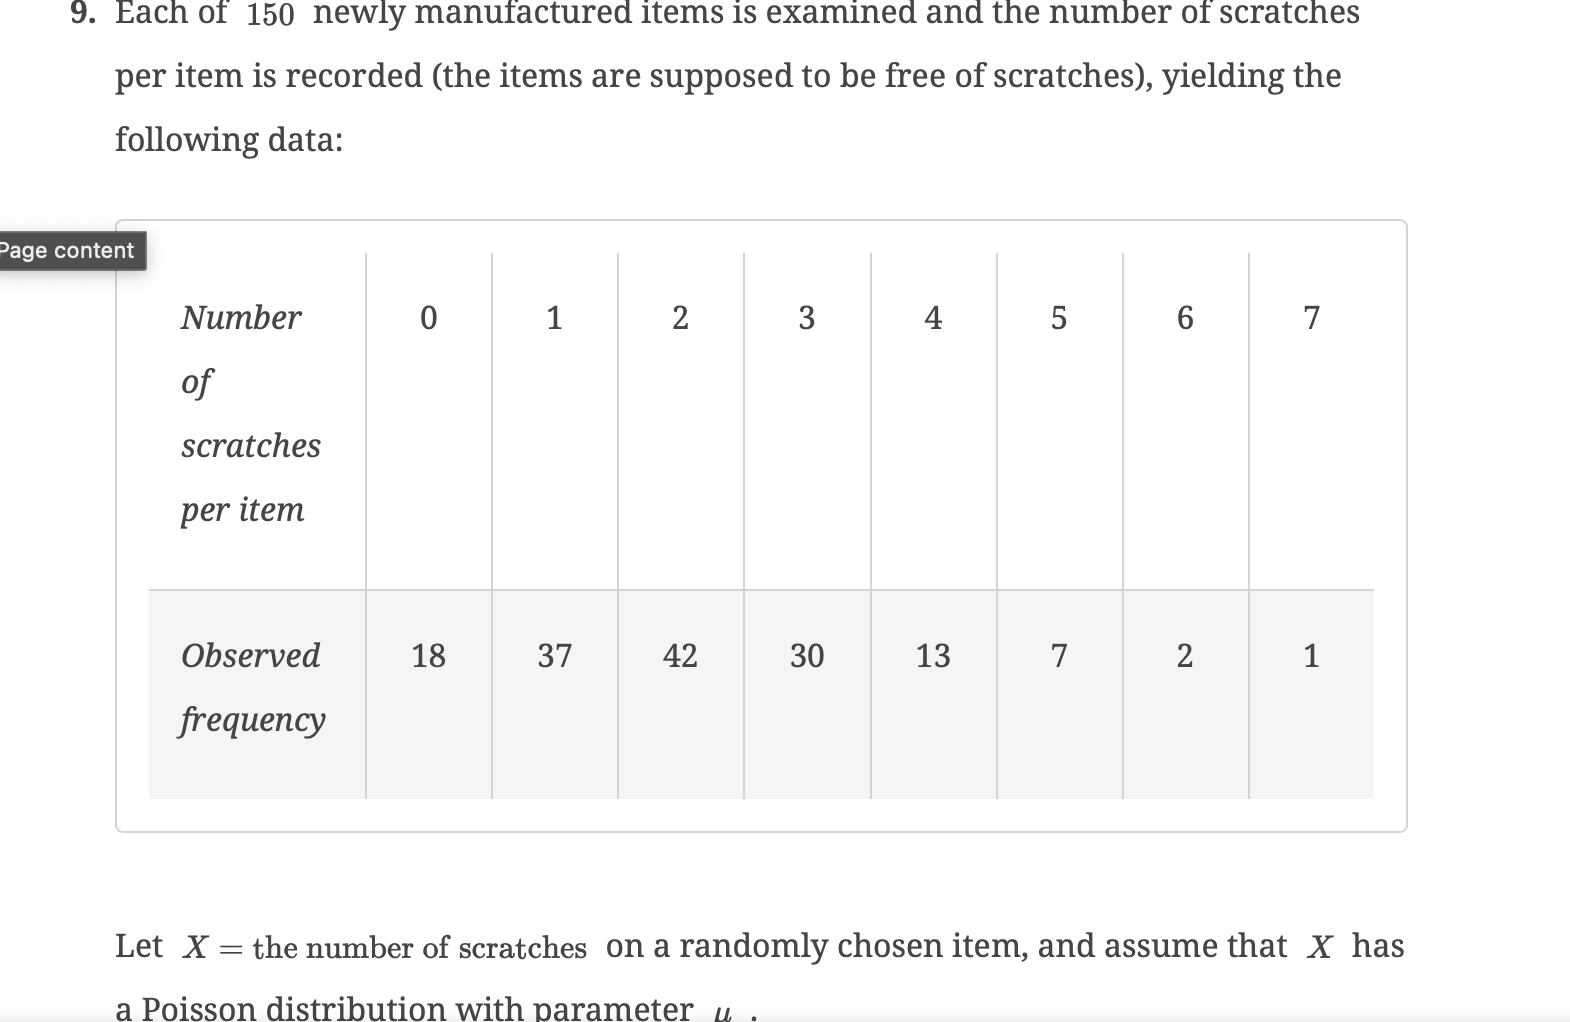 9. Each of 150 newly manufactured items is examined and the number of scratches
per item is recorded (the items are supposed to be free of scratches), yielding the
following data:
Page content
Number of scratches per item 0 1 2 3 4 5 6 7
Observed frequency 18 37 42 30 13 7 2 1
Let X = the number of scratches on a randomly chosen item, and assume that X has
a Poisson distribution with parameter μ .